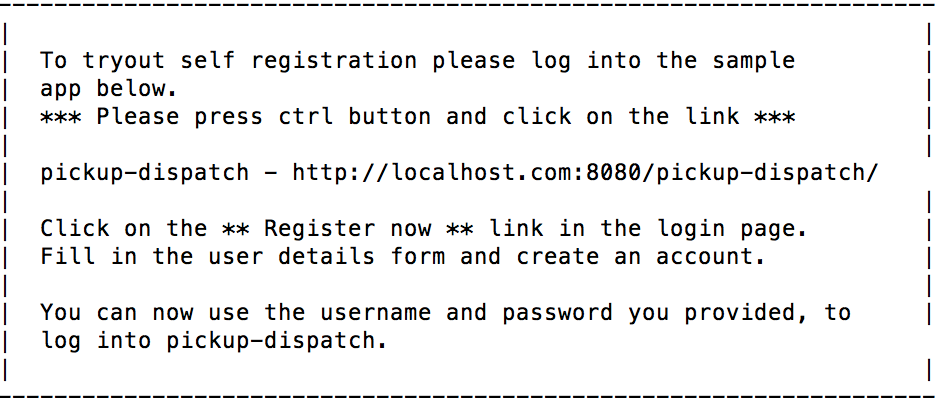 To tryout self registration please log into the sample
app below.
*** Please press ctrl button and click on the link ***
pickup-dispatch - http://localhost.com:8080/pickup-dispatch/
Click on the ** Register now ** link in the login page.
Fill in the user details form and create an account.
You can now use the username and password you provided, to
log into pickup-dispatch.